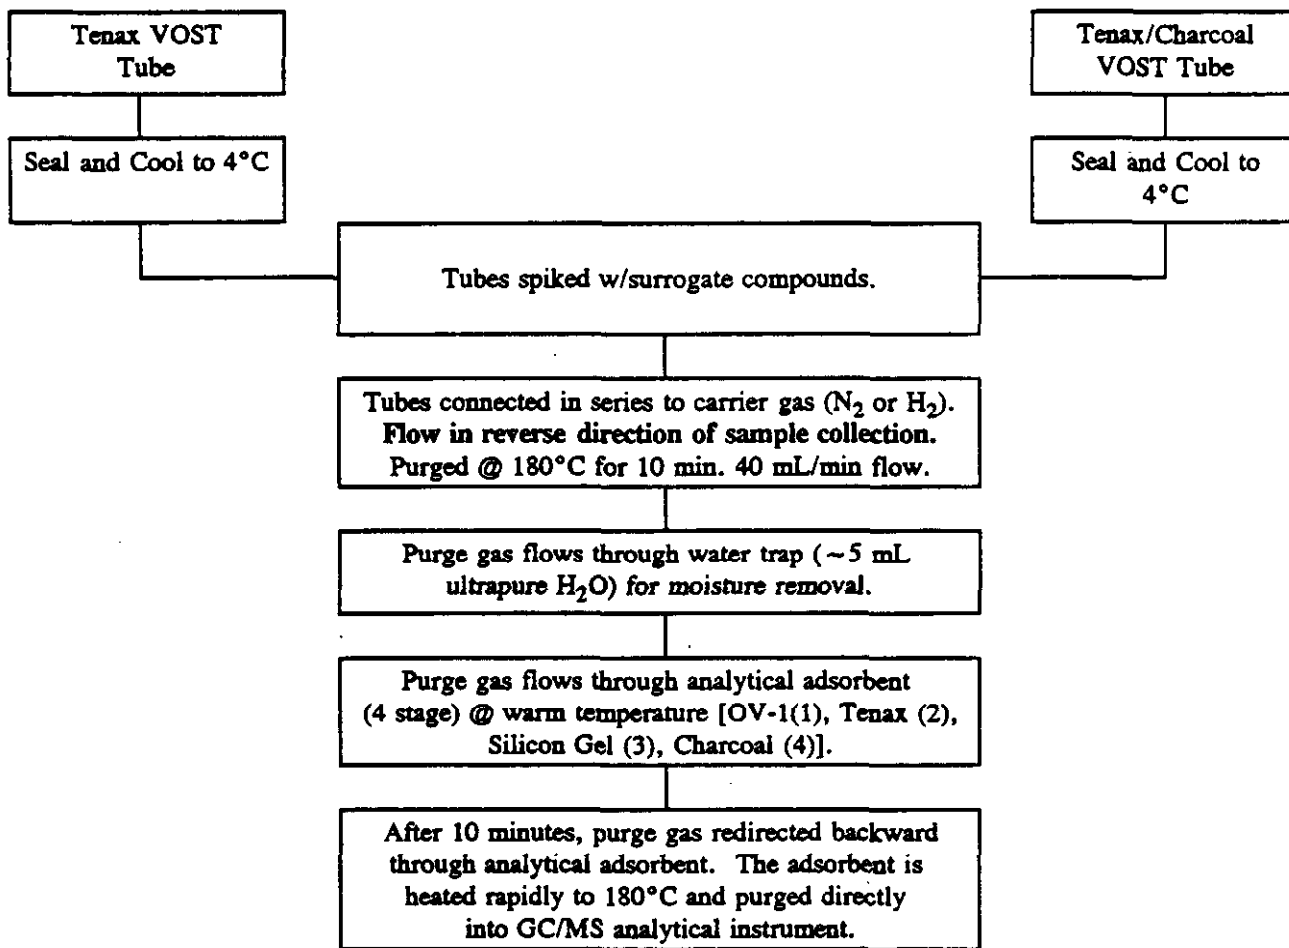 Tenax VOST
Tube
Tenax/Charcoal
VOST Tube
Seal and Cool to 4°C
Seal and Cool to
4°C
Tubes spiked w/surrogate compounds.
Tubes connected in series to carrier gas (N₂ or H₂).
Flow in reverse direction of sample collection.
Purged @ 180°C for 10 min. 40 mL/min flow.
Purge gas flows through water trap (~5 mL
ultrapure H₂O) for moisture removal.
Purge gas flows through analytical adsorbent
(4 stage) @ warm temperature [OV-1(1), Tenax (2),
Silicon Gel (3), Charcoal (4)].
After 10 minutes, purge gas redirected backward
through analytical adsorbent. The adsorbent is
heated rapidly to 180°C and purged directly
into GC/MS analytical instrument.